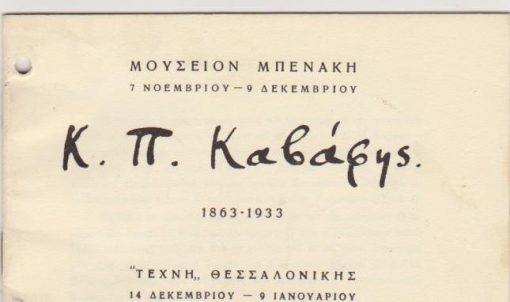 ΜΟΥΣΕΙΟΝ ΜΠΕΝΑΚΗ
7 ΝΟΕΜΒΡΙΟΥ — 9 ΔΕΚΕΜΒΡΙΟΥ
Κ. Π. Καβάφης.
1863-1933
"ΤΕΧΝΗ,, ΘΕΣΣΑΛΟΝΙΚΗΣ
14 ΔΕΚΕΜΒΡΙΟΥ — 9 ΙΑΝΟΥΑΡΙΟΥ